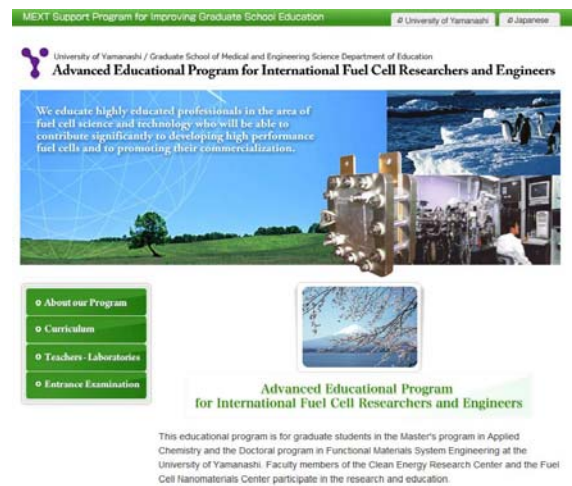 MEXT Support Program for Improving Graduate School Education
University of Yamanashi
Japanese
University of Yamanashi / Graduate School of Medical and Engineering Science Department of Education
Advanced Educational Program for International Fuel Cell Researchers and Engineers
We educate highly educated professionals in the area of
fuel cell science and technology who will be able to
contribute significantly to developing high performance
fuel cells and to promoting their commercialization.
About our Program
Curriculum
Teachers - Laboratories
Entrance Examination
Advanced Educational Program
for International Fuel Cell Researchers and Engineers
This educational program is for graduate students in the Master's program in Applied
Chemistry and the Doctoral program in Functional Materials System Engineering at the
University of Yamanashi. Faculty members of the Clean Energy Research Center and the Fuel
Cell Nanomaterials Center participate in the research and education.